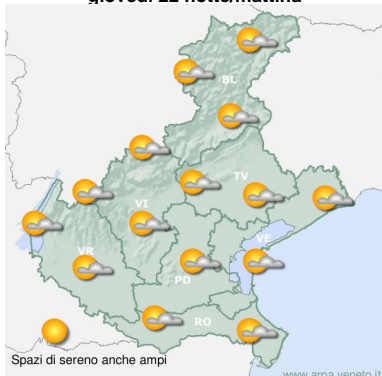 giovedì 22 notte/mattina
BL
TV
VI
VE
VR
PD
RO
Spazi di sereno anche ampi
www.arpa.veneto.it